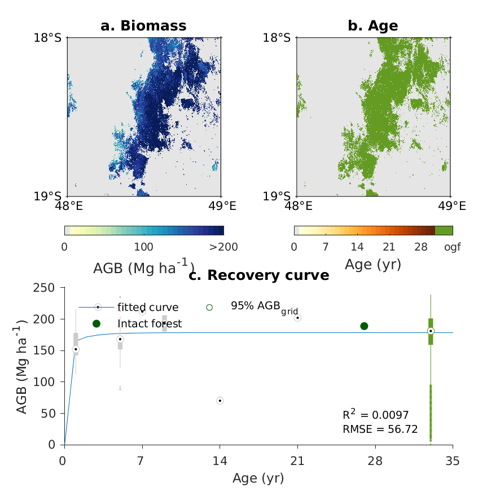 a. Biomass
b. Age
18°S
19°S
48°E
49°E
18°S
19°S
48°E
49°E
0
100
>200
AGB (Mg ha-1)
0
7
14
21
28
ogf
Age (yr)
c. Recovery curve
AGB (Mg ha-1)
250
200
150
100
50
0
fitted curve
Intact forest
95% AGBgrid
R2 = 0.0097
RMSE = 56.72
0
7
14
21
28
35
Age (yr)